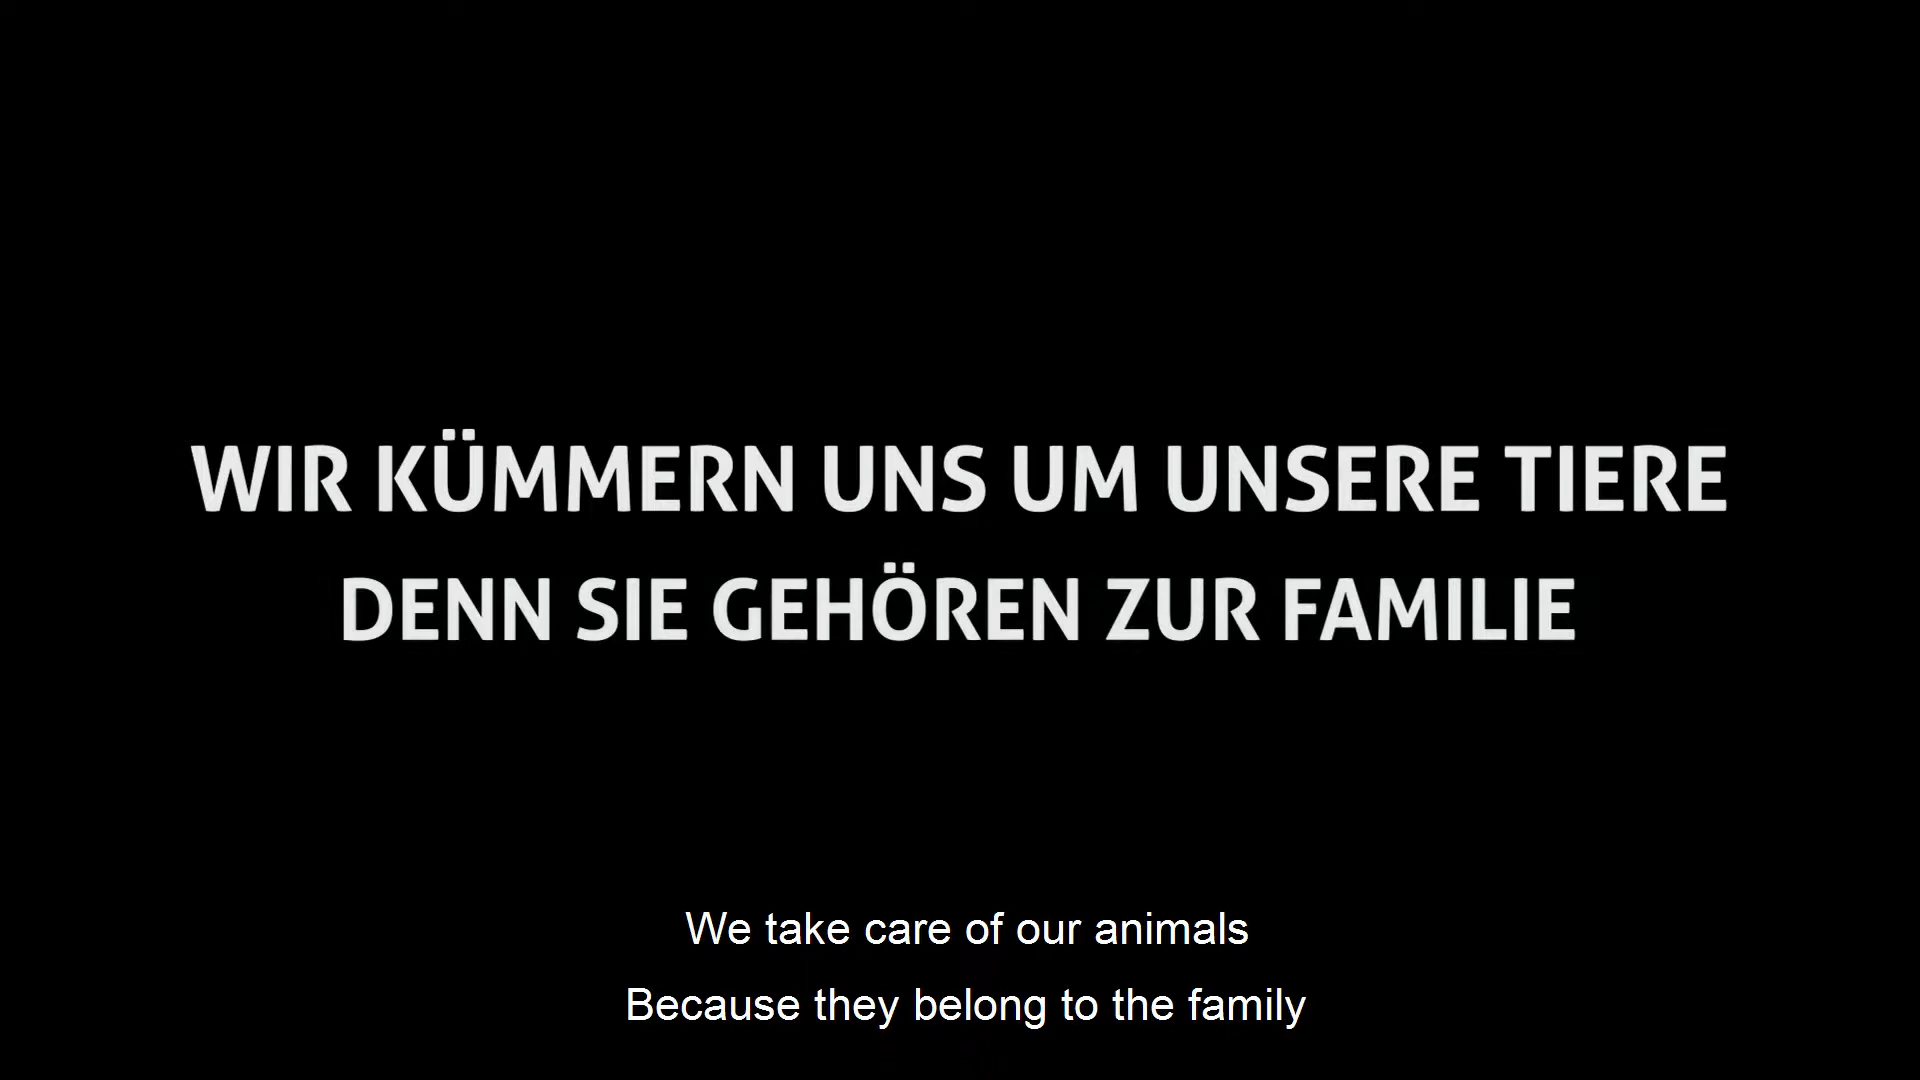 WIR KÜMMERN UNS UM UNSERE TIERE
DENN SIE GEHÖREN ZUR FAMILIE
We take care of our animals
Because they belong to the family